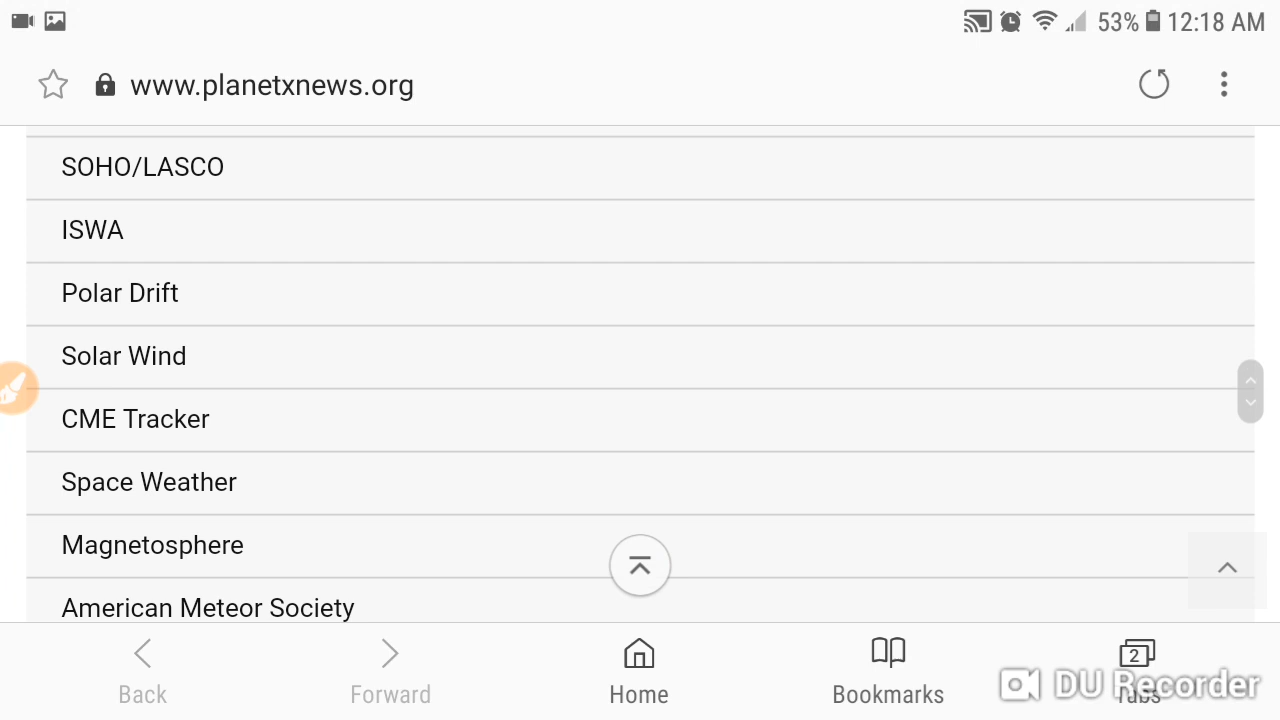 53% 12:18 AM
www.planetxnews.org
SOHO/LASCO
ISWA
Polar Drift
Solar Wind
CME Tracker
Space Weather
Magnetosphere
American Meteor Society
Back Forward Home Bookmarks Tabs
2
DU Recorder